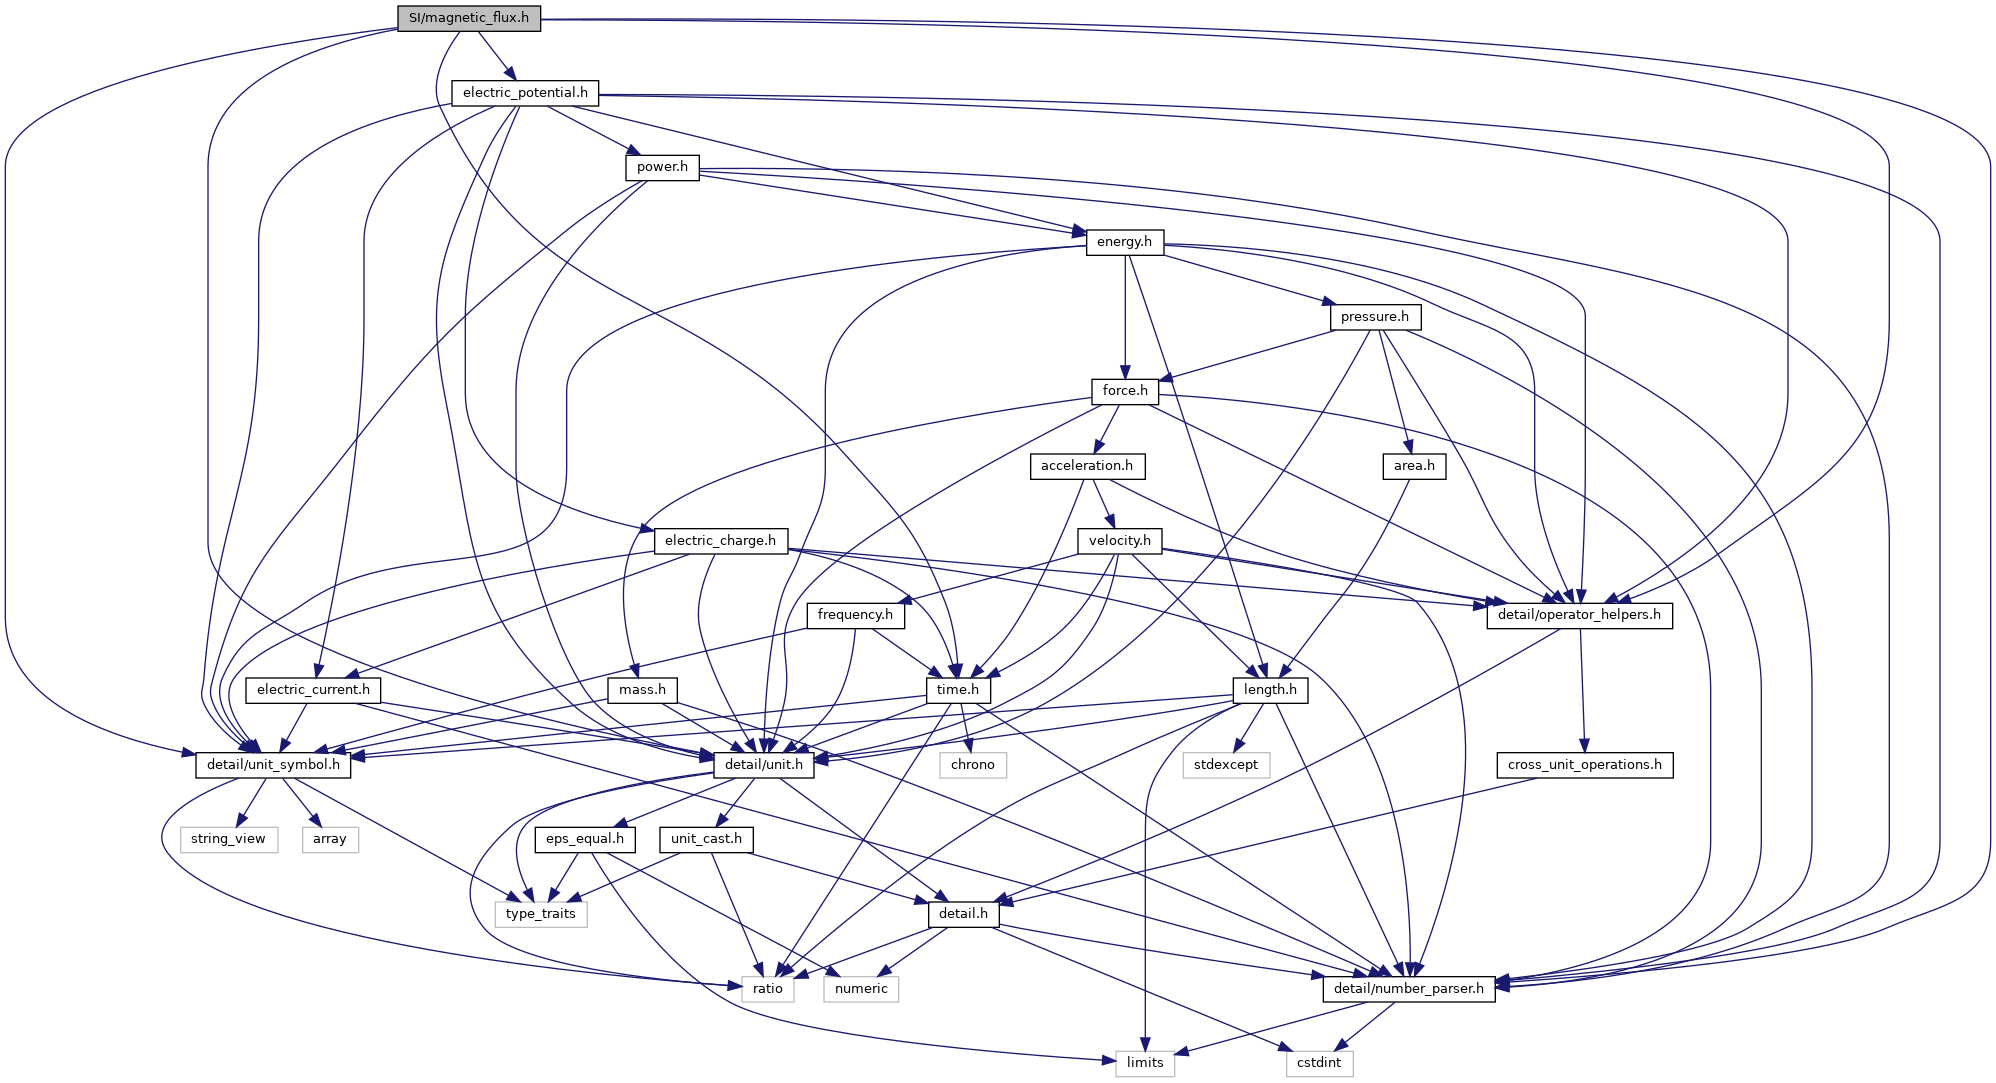 SI/magnetic_flux.h
electric_potential.h
power.h
energy.h
pressure.h
force.h
acceleration.h
area.h
electric_charge.h
velocity.h
frequency.h
detail/operator_helpers.h
electric_current.h
mass.h
time.h
length.h
detail/unit_symbol.h
detail/unit.h
chrono
stdexcept
cross_unit_operations.h
string_view
array
eps_equal.h
unit_cast.h
type_traits
detail.h
ratio
numeric
detail/number_parser.h
limits
cstdint